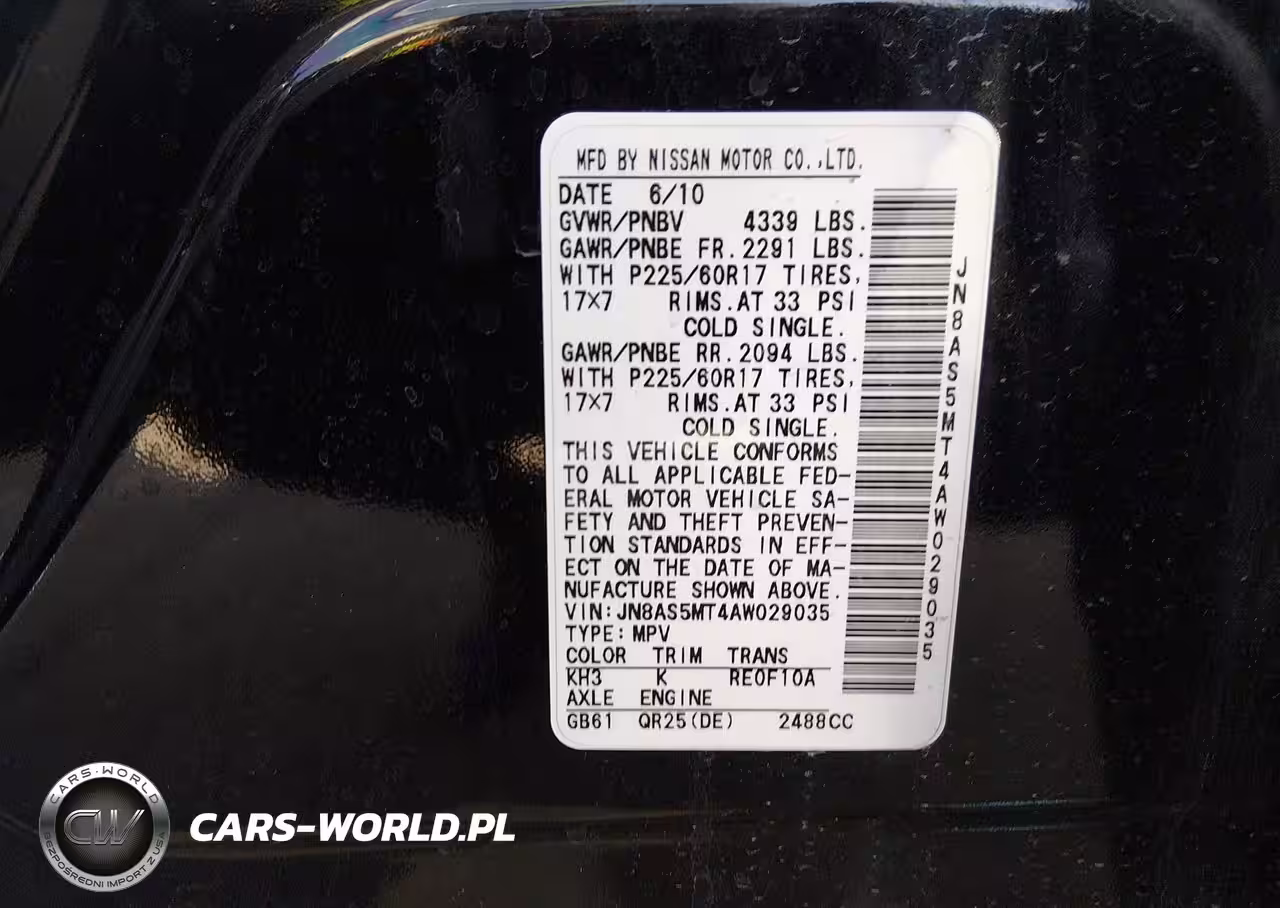 MFD BY NISSAN MOTOR CO.,LTD.
DATE 6/10
GVWR/PNBV 4339 LBS.
GAWR/PNBE FR.2291 LBS.
WITH P225/60R17 TIRES,
17×7 RIMS.AT 33 PSI
COLD SINGLE.
GAWR/PNBE RR.2094 LBS.
WITH P225/60R17 TIRES,
17×7 RIMS.AT 33 PSI
COLD SINGLE.
THIS VEHICLE CONFORMS
TO ALL APPLICABLE FED-
ERAL MOTOR VEHICLE SA-
FETY AND THEFT PREVEN-
TION STANDARDS IN EFF-
ECT ON THE DATE OF MA-
NUFACTURE SHOWN ABOVE.
VIN:JN8AS5MT4AW029035
TYPE:MPV
COLOR TRIM TRANS
KH3 K RE0F10A
AXLE ENGINE
GB61 QR25(DE) 2488CC
JN8AS5MT4AW029035
CARS-WORLD
CW
BEZPOŚREDNI IMPORT Z USA
CARS-WORLD.PL